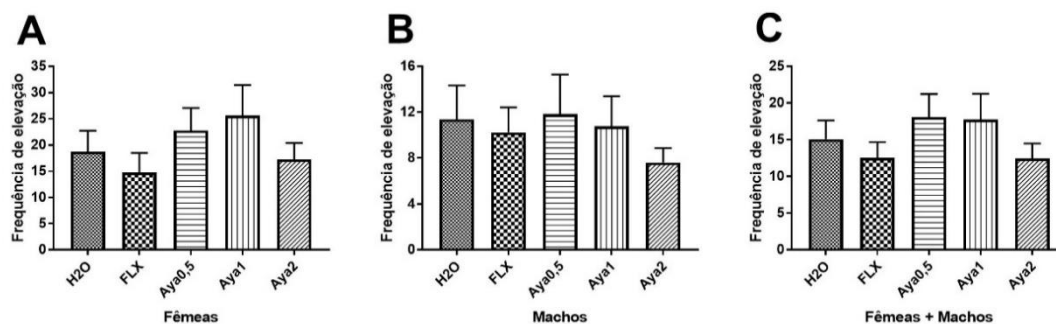 A
Frequência de elevação
35
30
25
20
15
10
5
0
H2O
FLX
Aya0,5
Aya1
Aya2
Fêmeas
B
Frequência de elevação
16
12
8
4
0
H2O
FLX
Aya0,5
Aya1
Aya2
Machos
C
Frequência de elevação
25
20
15
10
5
0
H2O
FLX
Aya0,5
Aya1
Aya2
Fêmeas + Machos